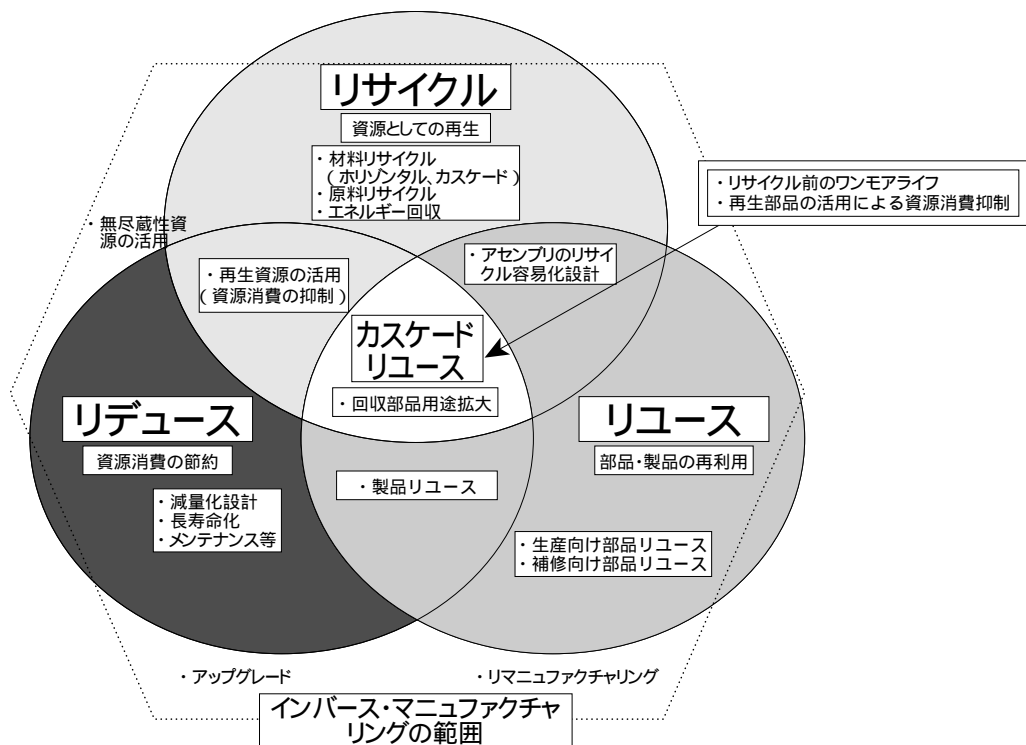 リサイクル
資源としての再生
・材料リサイクル
(ホリゾンタル、カスケード)
・原料リサイクル
・エネルギー回収
・リサイクル前のワンモアライフ
・再生部品の活用による資源消費抑制
・無尽蔵性資
源の活用
・再生資源の活用
(資源消費の抑制)
・アセンブリのリサイ
クル容易化設計
カスケード
リユース
・回収部品用途拡大
リデュース
資源消費の節約
・減量化設計
・長寿命化
・メンテナンス等
リユース
部品・製品の再利用
・製品リユース
・生産向け部品リユース
・補修向け部品リユース
・アップグレード
・リマニュファクチャリング
インバース・マニュファクチャ
リングの範囲